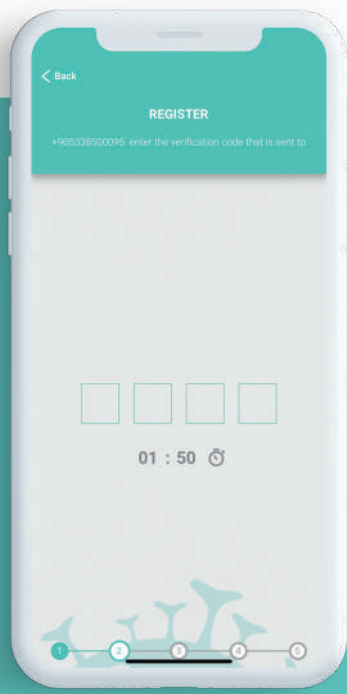 Back
REGISTER
+905338500095 enter the verification code that is sent to
01 : 50
1 2 3 4 5